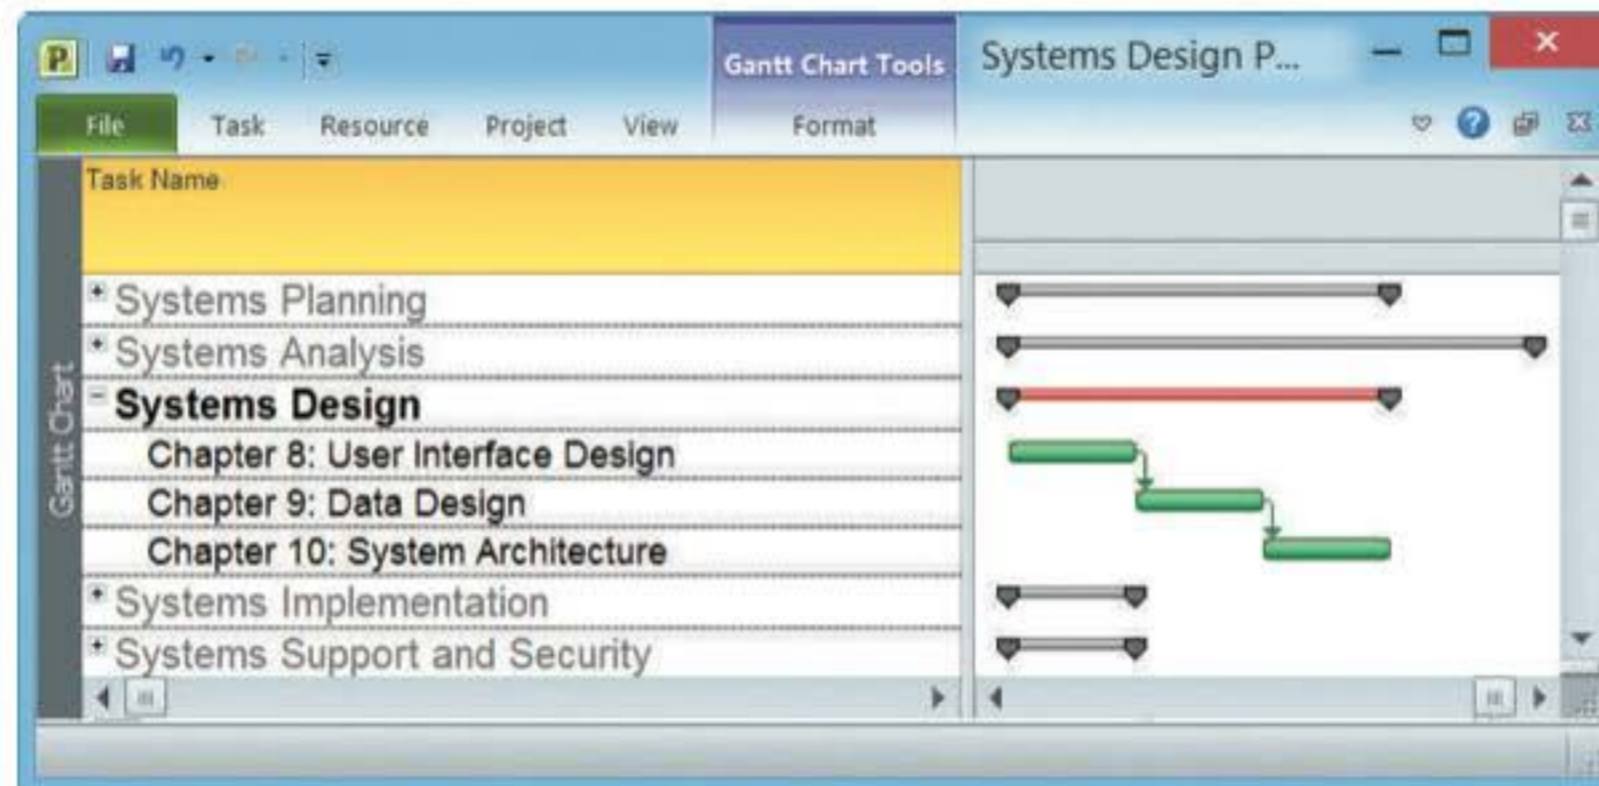 P
Gantt Chart Tools
Systems Design P...
File Task Resource Project View Format
?
Task Name
Gantt Chart
+ Systems Planning
+ Systems Analysis
− Systems Design
Chapter 8: User Interface Design
Chapter 9: Data Design
Chapter 10: System Architecture
+ Systems Implementation
+ Systems Support and Security